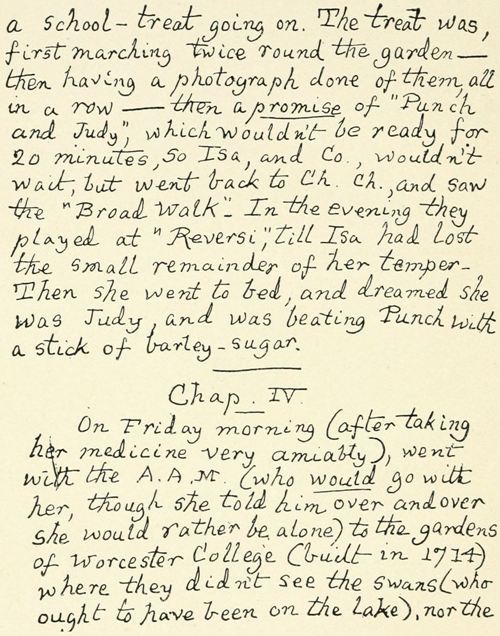 a school-treat going on. The treat was,
first marching twice round the garden—
then having a photograph done of them, all
in a row — then a promise of "Punch
and Judy", which wouldn't be ready for
20 minutes, so Isa, and Co., wouldn't
wait, but went back to Ch. Ch., and saw
the "Broad Walk". In the evening they
played at "Reversi", till Isa had lost
the small remainder of her temper-
Then she went to bed, and dreamed she
was Judy, and was beating Punch with
a stick of barley-sugar.
Chap. IV.
On Friday morning (after taking
her medicine very amiably), went
with the A.A.M. (who would go with
her, though she told him over and over
she would rather be alone) to the gardens
of Worcester College (built in 1714)
where they didn't see the swans (who
ought to have been on the lake), nor the